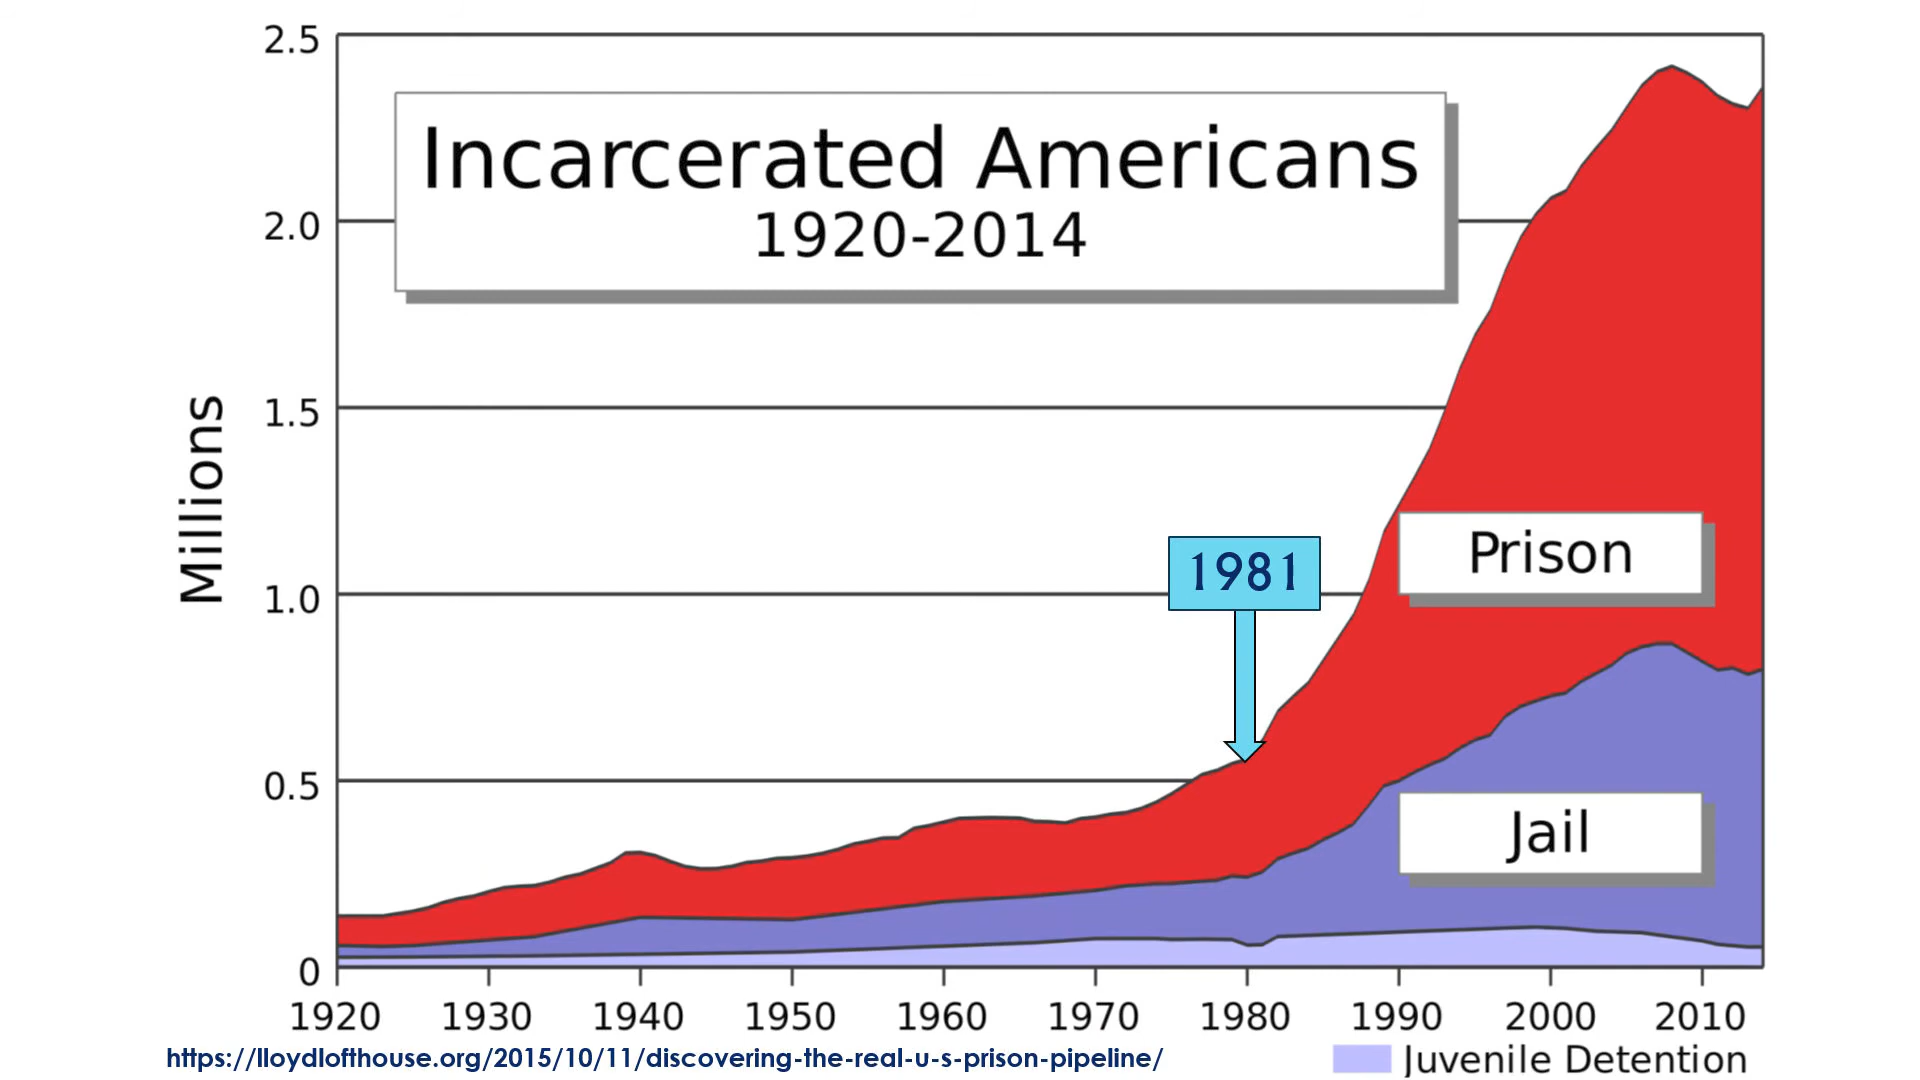 Incarcerated Americans
1920-2014
Millions
2.5
2.0
1.5
1.0
0.5
0
1981
Prison
Jail
1920 1930 1940 1950 1960 1970 1980 1990 2000 2010
https://lloydlofthouse.org/2015/10/11/discovering-the-real-u-s-prison-pipeline/
Juvenile Detention